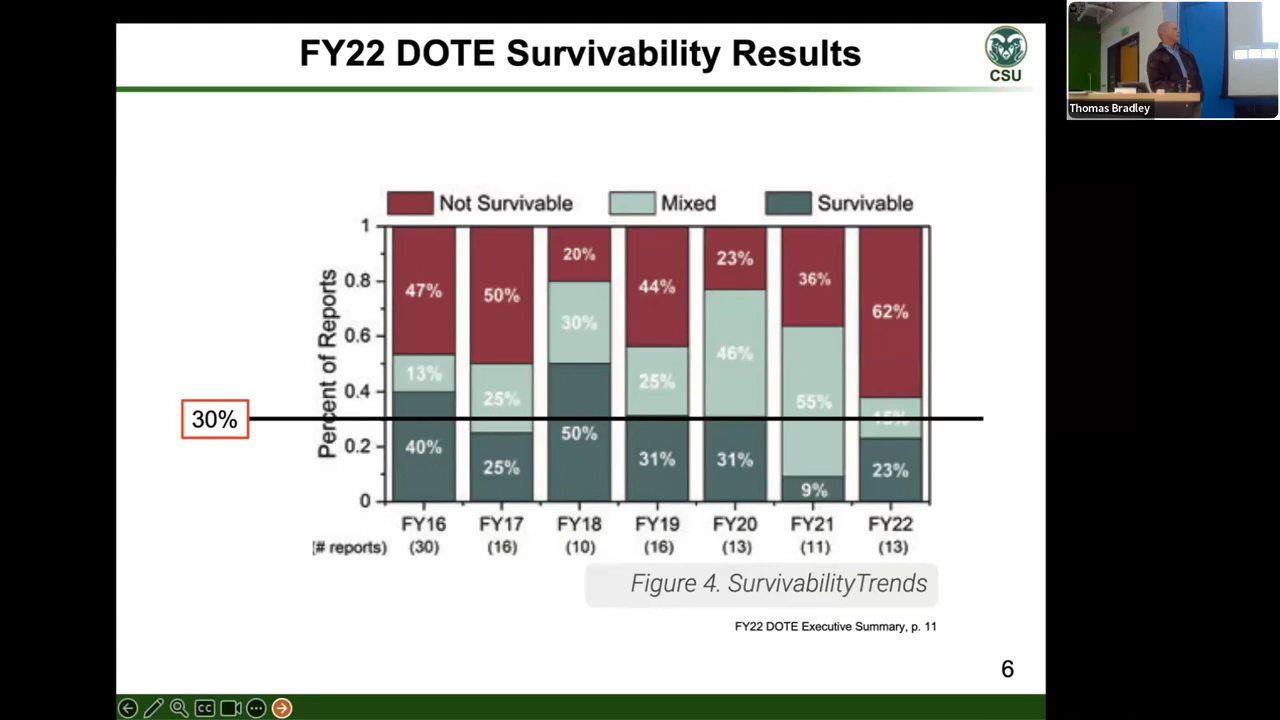 FY22 DOTE Survivability Results
CSU
Thomas Bradley
Not Survivable
Mixed
Survivable
Percent of Reports
1
0.8
0.6
0.4
0.2
0
30%
47%
13%
40%
50%
25%
25%
20%
30%
50%
44%
25%
31%
23%
46%
31%
36%
55%
9%
62%
15%
23%
FY16 FY17 FY18 FY19 FY20 FY21 FY22
[# reports) (30) (16) (10) (16) (13) (11) (13)
Figure 4. SurvivabilityTrends
FY22 DOTE Executive Summary, p. 11
6
CC